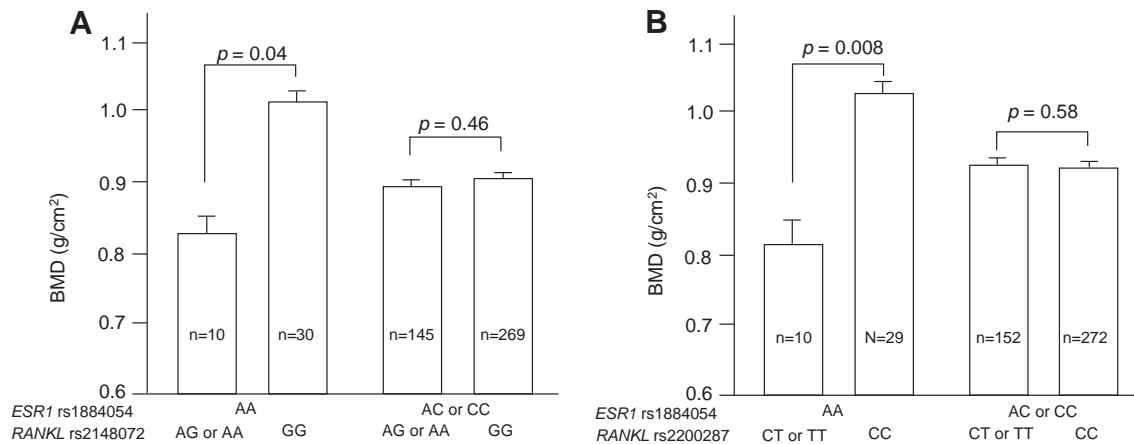 A
BMD (g/cm²)
1.1
1.0
0.9
0.8
0.7
0.6
p = 0.04
p = 0.46
n=10
n=30
n=145
n=269
ESR1 rs1884054
AA
AC or CC
RANKL rs2148072
AG or AA
GG
AG or AA
GG
B
BMD (g/cm²)
1.1
1.0
0.9
0.8
0.7
0.6
p = 0.008
p = 0.58
n=10
N=29
n=152
n=272
ESR1 rs1884054
AA
AC or CC
RANKL rs2200287
CT or TT
CC
CT or TT
CC